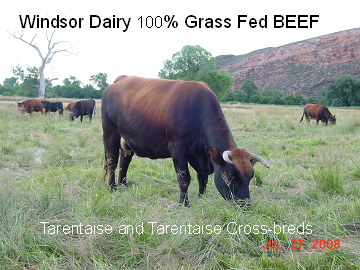 Windsor Dairy 100% Grass Fed BEEF
Tarentaise and Tarentaise Cross-breds
JUL 27 2008